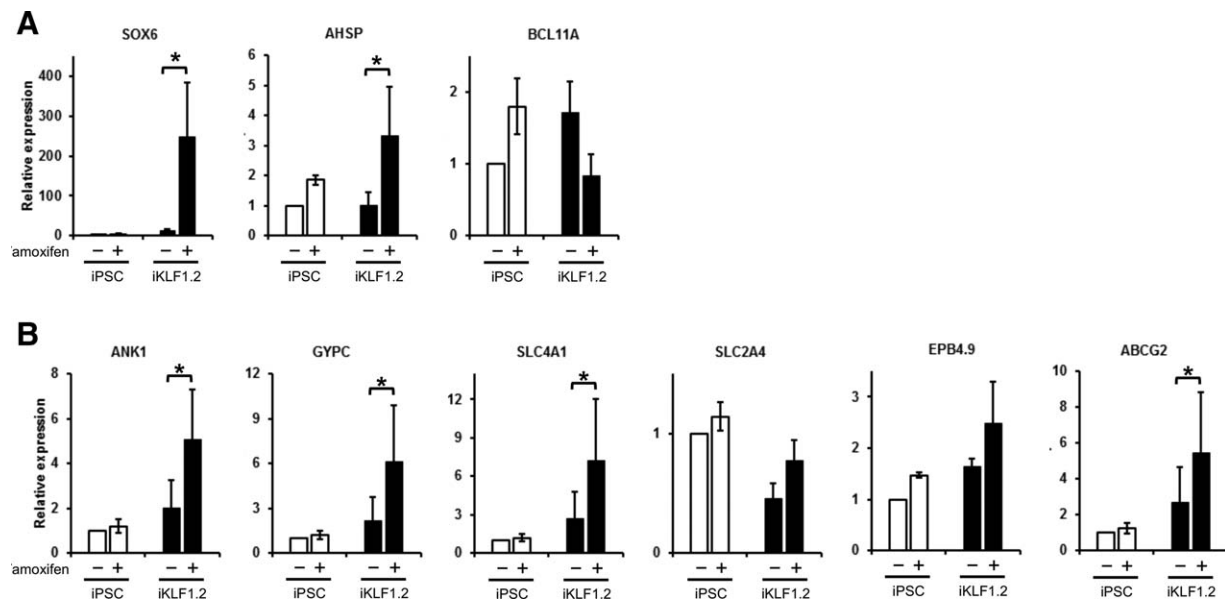 A
SOX6
AHSP
BCL11A
Relative expression
400
300
200
100
0
*
6
5
4
3
2
1
0
*
2
1
0
amoxifen
− + − +
iPSC iKLF1.2
− + − +
iPSC iKLF1.2
− + − +
iPSC iKLF1.2
B
ANK1
GYPC
SLC4A1
SLC2A4
EPB4.9
ABCG2
Relative expression
8
6
4
2
0
*
12
9
6
3
0
*
12
9
6
3
0
*
1
0
3
2
1
0
10
8
6
4
2
0
*
amoxifen
− + − +
iPSC iKLF1.2
− + − +
iPSC iKLF1.2
− + − +
iPSC iKLF1.2
− + − +
iPSC iKLF1.2
− + − +
iPSC iKLF1.2
− + − +
iPSC iKLF1.2